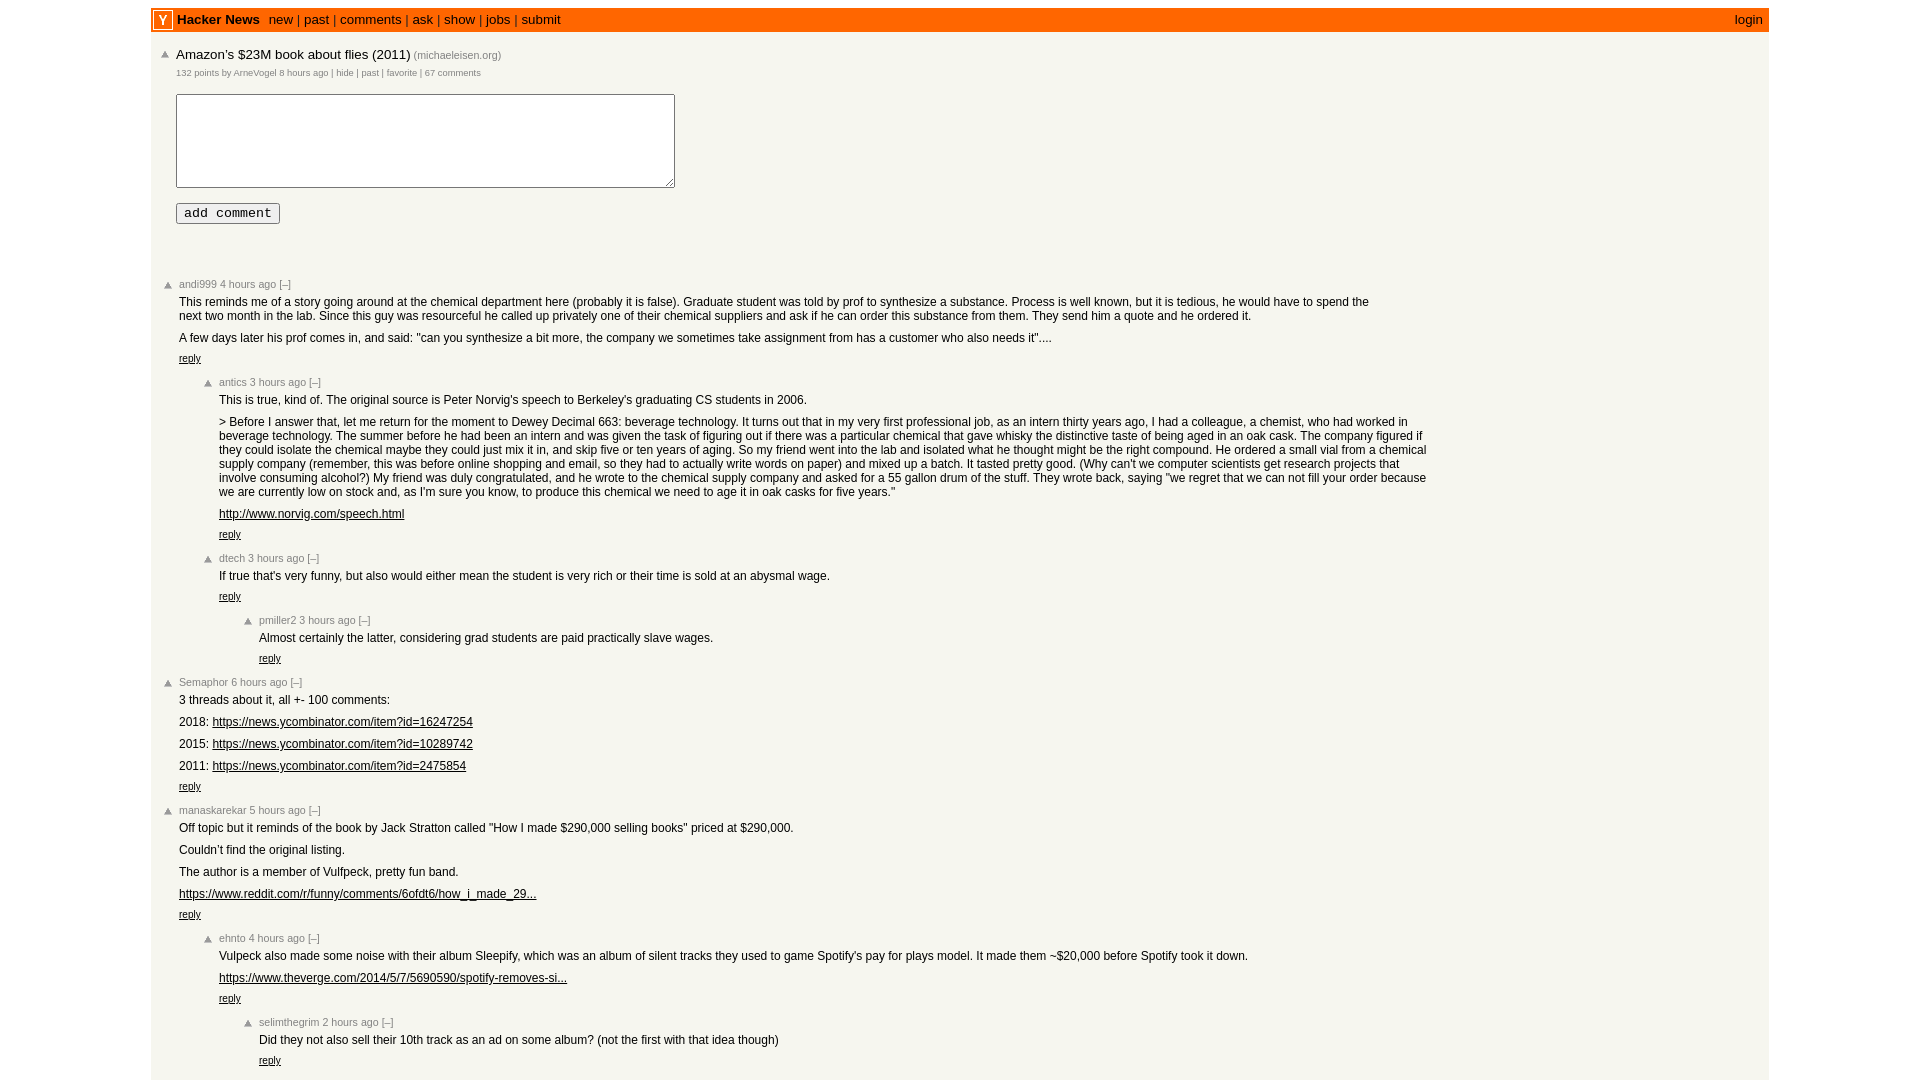 Y Hacker News new | past | comments | ask | show | jobs | submit login
Amazon’s $23M book about flies (2011) (michaeleisen.org)
132 points by ArneVogel 8 hours ago | hide | past | favorite | 67 comments
add comment
andi999 4 hours ago [–]
This reminds me of a story going around at the chemical department here (probably it is false). Graduate student was told by prof to synthesize a substance. Process is well known, but it is tedious, he would have to spend the
next two month in the lab. Since this guy was resourceful he called up privately one of their chemical suppliers and ask if he can order this substance from them. They send him a quote and he ordered it.
A few days later his prof comes in, and said: "can you synthesize a bit more, the company we sometimes take assignment from has a customer who also needs it"....
reply
antics 3 hours ago [–]
This is true, kind of. The original source is Peter Norvig's speech to Berkeley's graduating CS students in 2006.
> Before I answer that, let me return for the moment to Dewey Decimal 663: beverage technology. It turns out that in my very first professional job, as an intern thirty years ago, I had a colleague, a chemist, who had worked in
beverage technology. The summer before he had been an intern and was given the task of figuring out if there was a particular chemical that gave whisky the distinctive taste of being aged in an oak cask. The company figured if
they could isolate the chemical maybe they could just mix it in, and skip five or ten years of aging. So my friend went into the lab and isolated what he thought might be the right compound. He ordered a small vial from a chemical
supply company (remember, this was before online shopping and email, so they had to actually write words on paper) and mixed up a batch. It tasted pretty good. (Why can't we computer scientists get research projects that
involve consuming alcohol?) My friend was duly congratulated, and he wrote to the chemical supply company and asked for a 55 gallon drum of the stuff. They wrote back, saying "we regret that we can not fill your order because
we are currently low on stock and, as I'm sure you know, to produce this chemical we need to age it in oak casks for five years."
http://www.norvig.com/speech.html
reply
dtech 3 hours ago [–]
If true that's very funny, but also would either mean the student is very rich or their time is sold at an abysmal wage.
reply
pmiller2 3 hours ago [–]
Almost certainly the latter, considering grad students are paid practically slave wages.
reply
Semaphor 6 hours ago [–]
3 threads about it, all +- 100 comments:
2018: https://news.ycombinator.com/item?id=16247254
2015: https://news.ycombinator.com/item?id=10289742
2011: https://news.ycombinator.com/item?id=2475854
reply
manaskarekar 5 hours ago [–]
Off topic but it reminds of the book by Jack Stratton called "How I made $290,000 selling books" priced at $290,000.
Couldn’t find the original listing.
The author is a member of Vulfpeck, pretty fun band.
https://www.reddit.com/r/funny/comments/6ofdt6/how_i_made_29...
reply
ehnto 4 hours ago [–]
Vulpeck also made some noise with their album Sleepify, which was an album of silent tracks they used to game Spotify's pay for plays model. It made them ~$20,000 before Spotify took it down.
https://www.theverge.com/2014/5/7/5690590/spotify-removes-si...
reply
selimthegrim 2 hours ago [–]
Did they not also sell their 10th track as an ad on some album? (not the first with that idea though)
reply